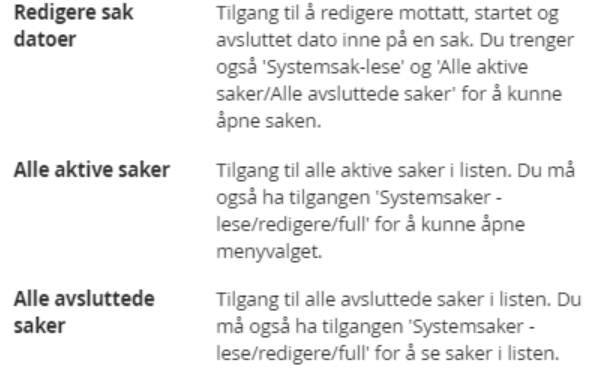 Redigere sak
datoer
Tilgang til å redigere mottatt, startet og
avsluttet dato inne på en sak. Du trenger
også 'Systemsak-lese' og 'Alle aktive
saker/Alle avsluttede saker' for å kunne
åpne saken.
Alle aktive saker
Tilgang til alle aktive saker i listen. Du må
også ha tilgangen 'Systemsaker -
lese/redigere/full' for å kunne åpne
menyvalget.
Alle avsluttede
saker
Tilgang til alle avsluttede saker i listen. Du
må også ha tilgangen 'Systemsaker -
lese/redigere/full' for å se saker i listen.